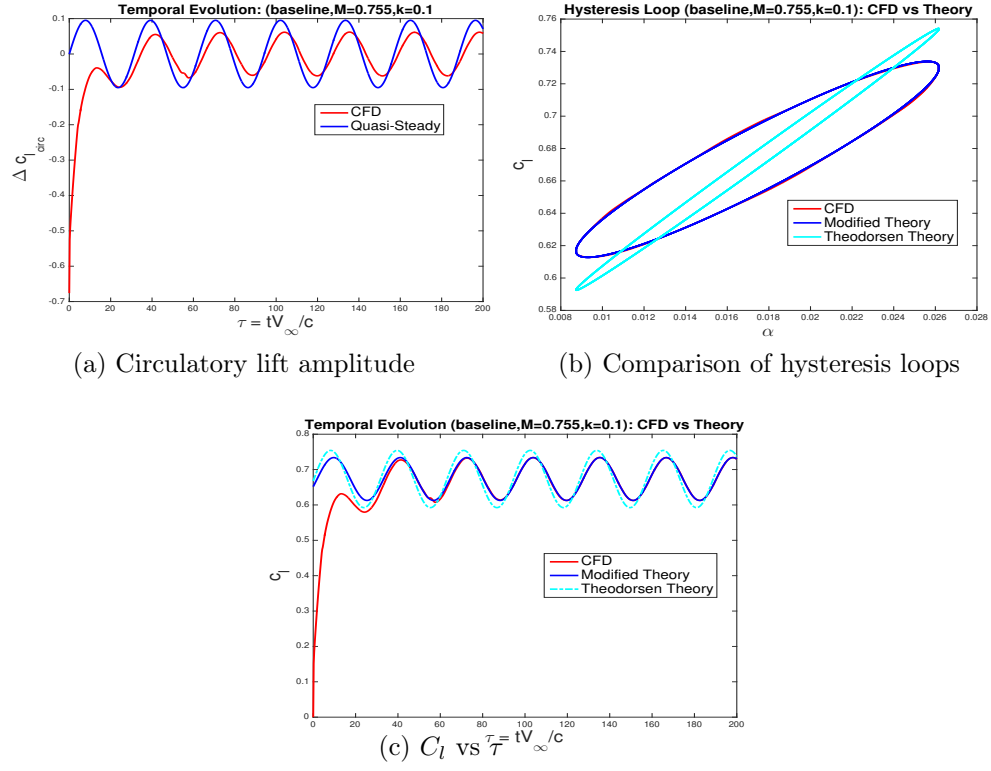 Temporal Evolution: (baseline,M=0.755,k=0.1
Δ c_l_circ
0.1
0
-0.1
-0.2
-0.3
-0.4
-0.5
-0.6
-0.7
CFD
Quasi-Steady
0 20 40 60 80 100 120 140 160 180 200
τ = tV_∞/c
(a) Circulatory lift amplitude
Hysteresis Loop (baseline,M=0.755,k=0.1): CFD vs Theory
c_l
0.76
0.74
0.72
0.7
0.68
0.66
0.64
0.62
0.6
0.58
CFD
Modified Theory
Theodorsen Theory
0.008 0.01 0.012 0.014 0.016 0.018 0.02 0.022 0.024 0.026 0.028
α
(b) Comparison of hysteresis loops
Temporal Evolution (baseline,M=0.755,k=0.1): CFD vs Theory
c_l
0.8
0.7
0.6
0.5
0.4
0.3
0.2
0.1
0
CFD
Modified Theory
Theodorsen Theory
0 20 40 60 80 100 120 140 160 180 200
τ = tV_∞/c
(c) C_l vs τ